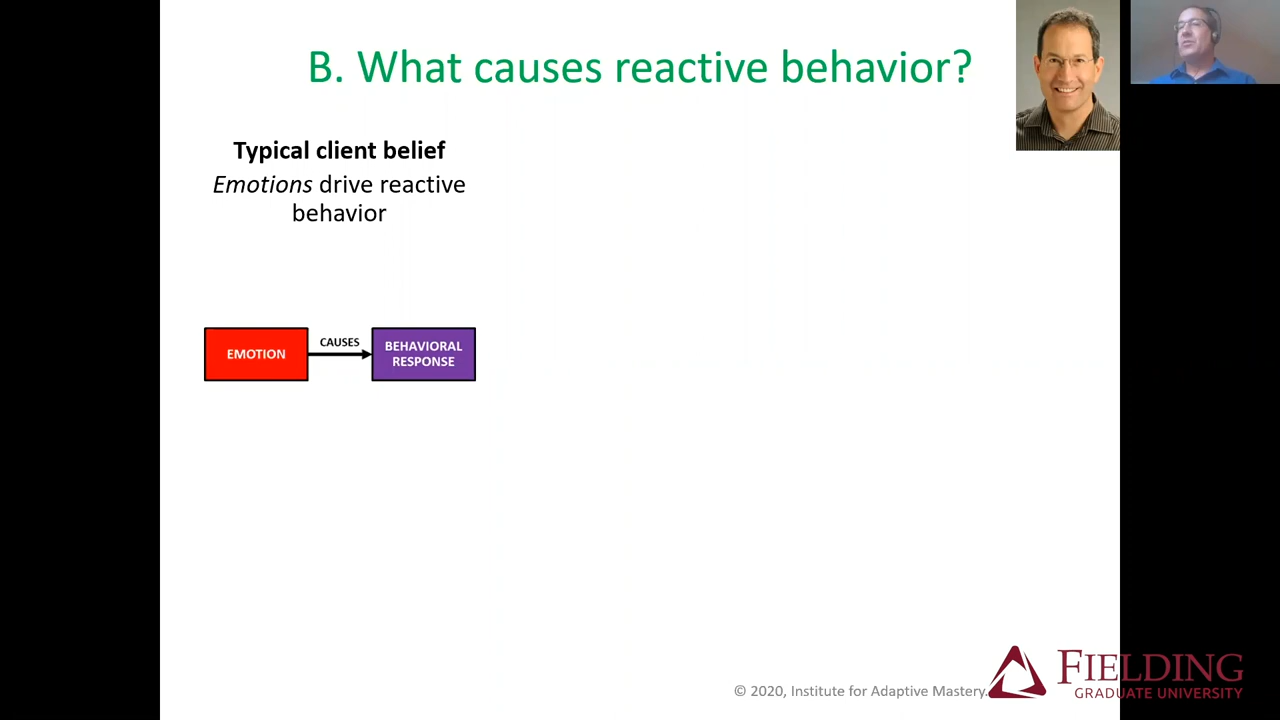 B. What causes reactive behavior?
Typical client belief
Emotions drive reactive
behavior
EMOTION
CAUSES
BEHAVIORAL
RESPONSE
© 2020, Institute for Adaptive Mastery.
FIELDING
GRADUATE UNIVERSITY